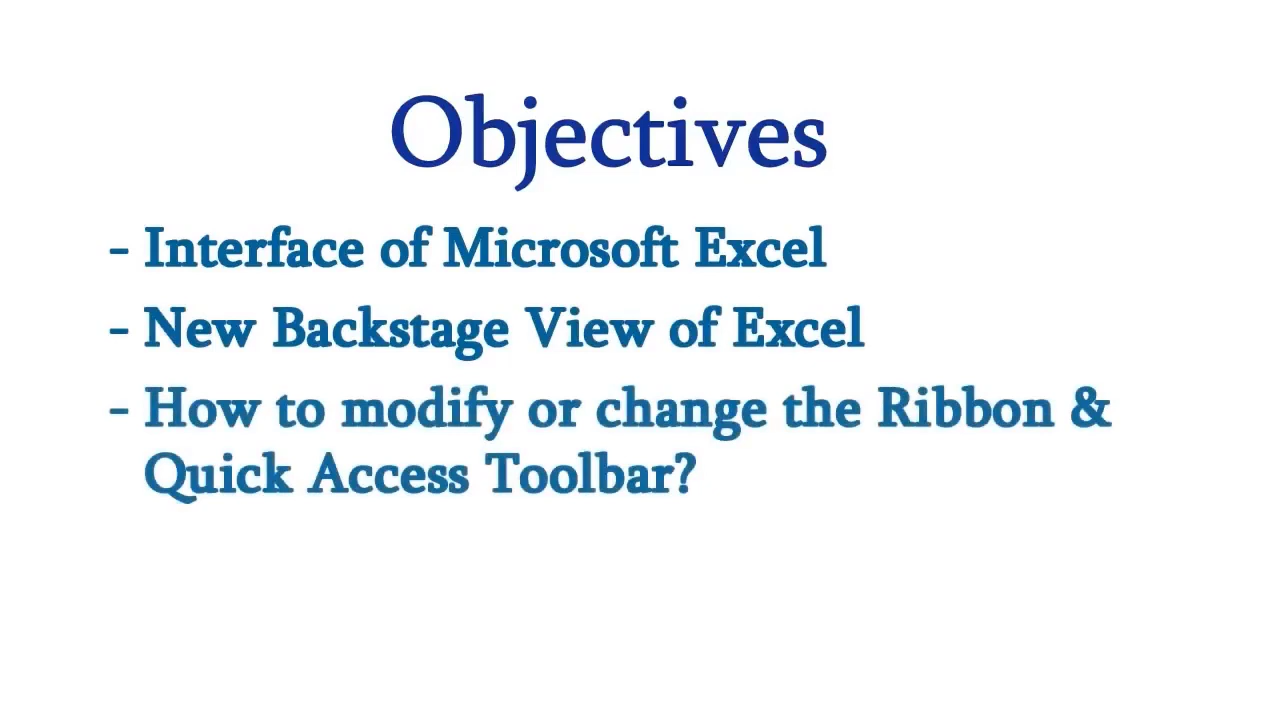 Objectives
- Interface of Microsoft Excel
- New Backstage View of Excel
- How to modify or change the Ribbon &
Quick Access Toolbar?